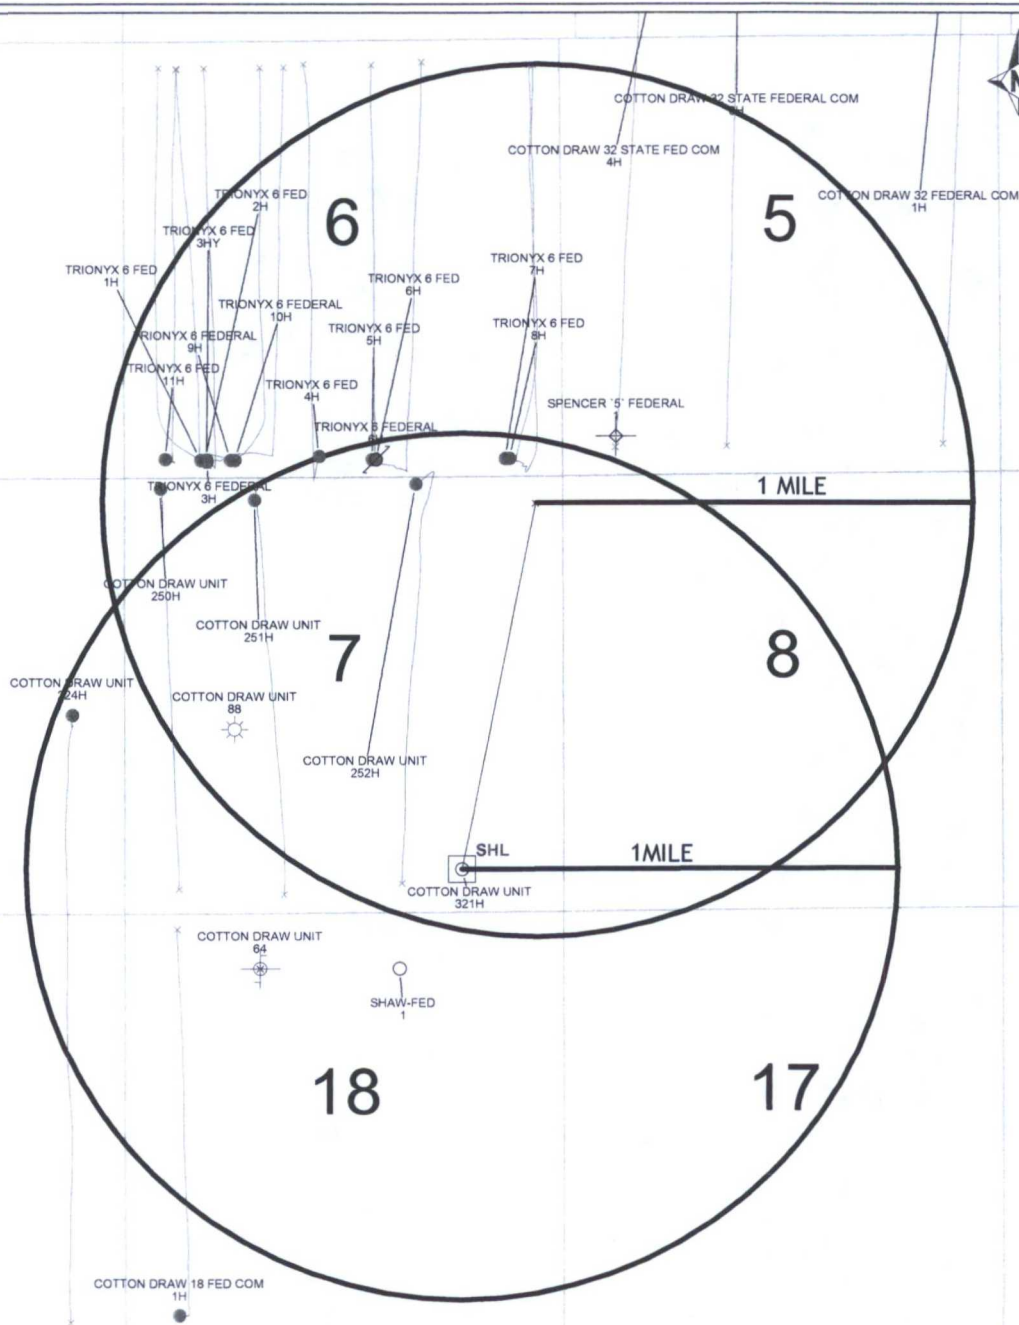 COTTON DRAW 32 STATE FEDERAL COM
COTTON DRAW 32 STATE FED COM
4H
COTTON DRAW 32 FEDERAL COM
1H
6
5
TRIONYX 6 FED
2H
TRIONYX 6 FED
3HY
TRIONYX 6 FED
1H
TRIONYX 6 FED
6H
TRIONYX 6 FED
7H
TRIONYX 6 FEDERAL
10H
TRIONYX 6 FED
5H
TRIONYX 6 FED
8H
TRIONYX 6 FEDERAL
9H
TRIONYX 6 FED
11H
TRIONYX 6 FED
4H
SPENCER '5' FEDERAL
1
TRIONYX 6 FEDERAL
TRIONYX 6 FEDERAL
3H
1 MILE
COTTON DRAW UNIT
250H
COTTON DRAW UNIT
251H
7
8
COTTON DRAW UNIT
COTTON DRAW UNIT
88
COTTON DRAW UNIT
252H
SHL
1MILE
COTTON DRAW UNIT
321H
COTTON DRAW UNIT
64
SHAW-FED
1
18
17
COTTON DRAW 18 FED COM
1H